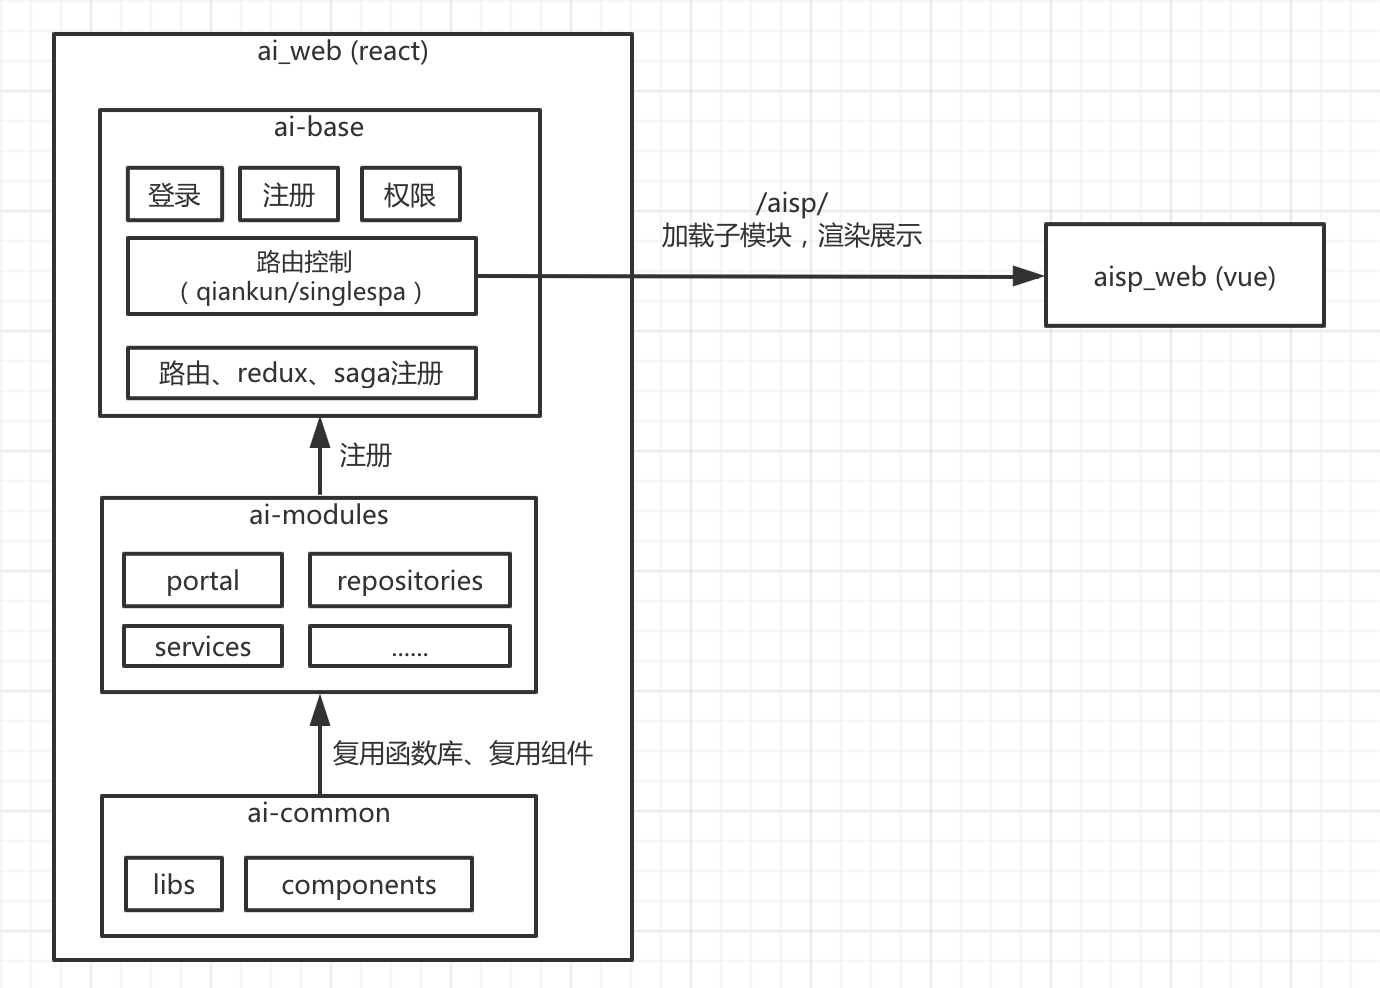 ai_web (react)
ai-base
登录
注册
权限
路由控制
（qiankun/singlespa）
路由、redux、saga注册
/aisp/
加载子模块，渲染展示
aisp_web (vue)
注册
ai-modules
portal
repositories
services
......
复用函数库、复用组件
ai-common
libs
components